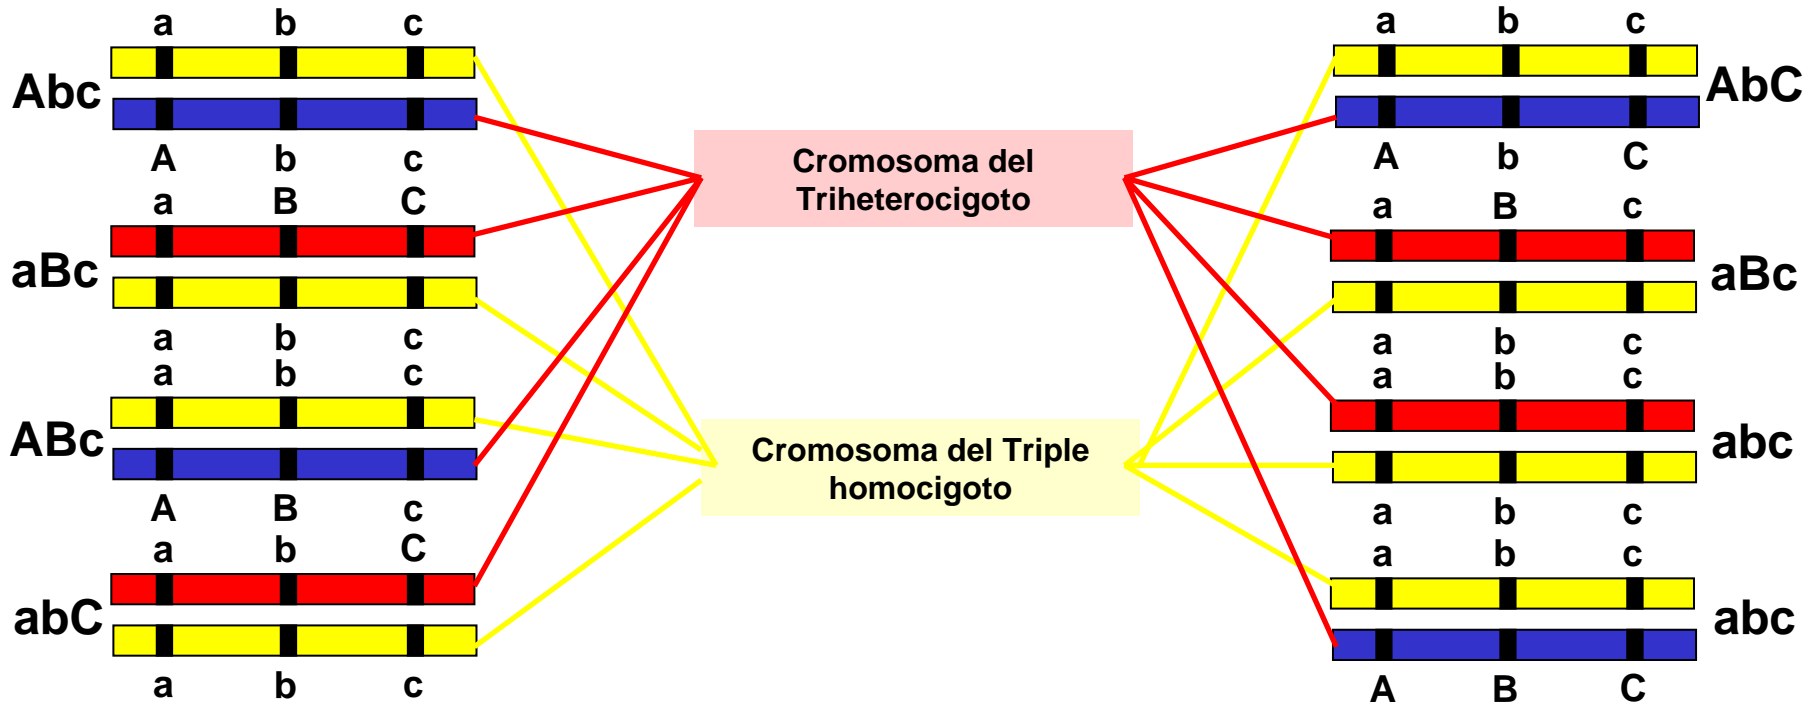 a b c
Abc
A b c
a B C
aBc
a b c
a b c
ABc
A B c
a b C
abC
a b c
Cromosoma del
Triheterocigoto
Cromosoma del Triple
homocigoto
a b c
AbC
A b C
a B c
aBc
a b c
a b c
abc
a b c
a b c
abc
A B C